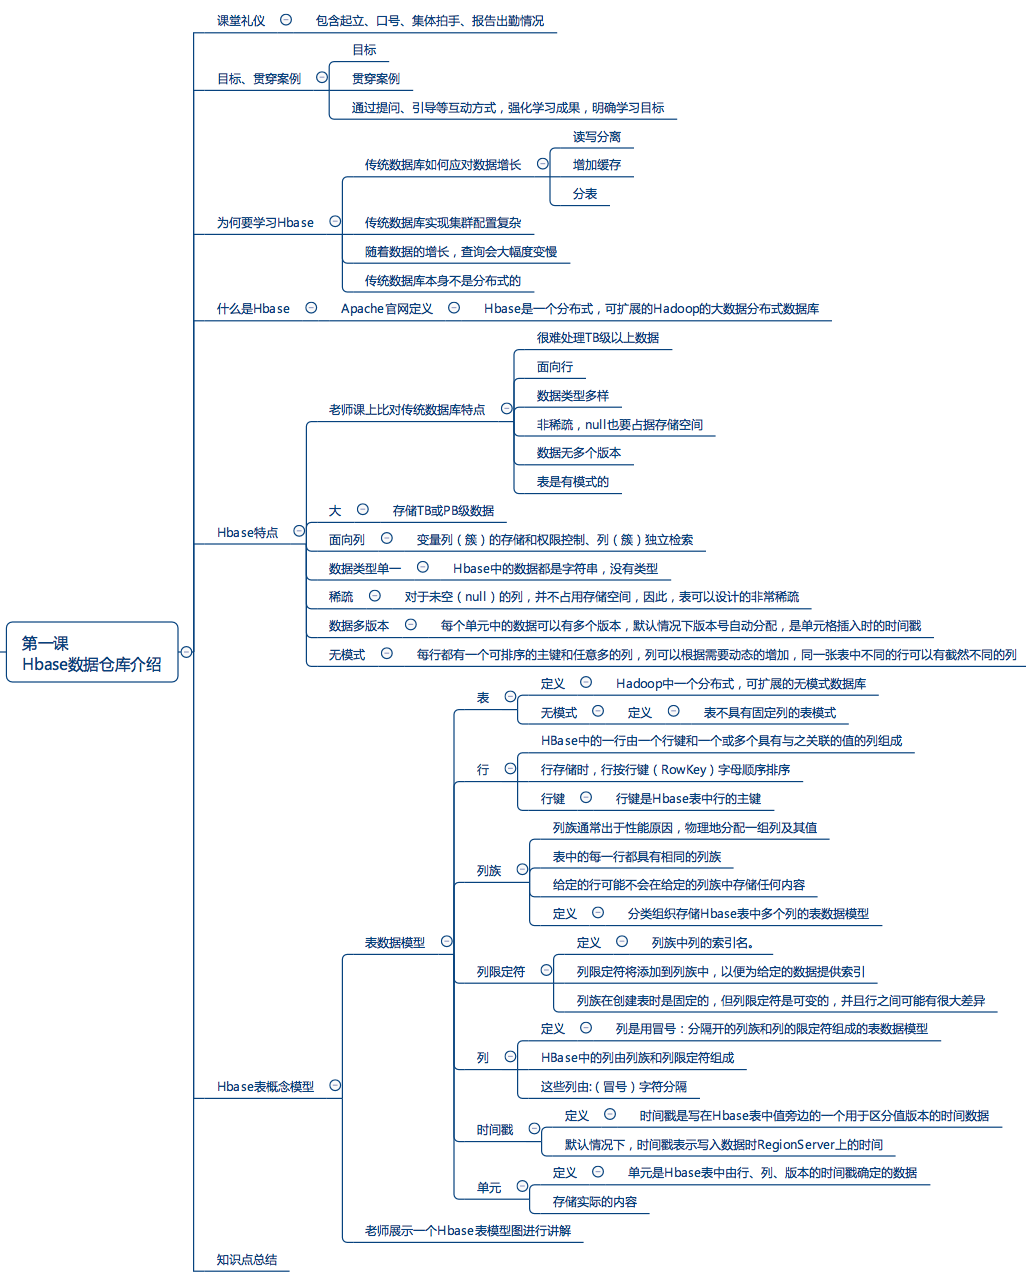 课堂礼仪
包含起立、口号、集体拍手、报告出勤情况
目标
目标、贯穿案例
贯穿案例
通过提问、引导等互动方式，强化学习成果，明确学习目标
读写分离
传统数据库如何应对数据增长
增加缓存
分表
为何要学习Hbase
传统数据库实现集群配置复杂
随着数据的增长，查询会大幅度变慢
传统数据库本身不是分布式的
什么是Hbase
Apache官网定义
Hbase是一个分布式，可扩展的Hadoop的大数据分布式数据库
很难处理TB级以上数据
面向行
数据类型多样
老师课上比对传统数据库特点
非稀疏，null也要占据存储空间
数据无多个版本
表是有模式的
大
存储TB或PB级数据
Hbase特点
面向列
变量列（簇）的存储和权限控制、列（簇）独立检索
数据类型单一
Hbase中的数据都是字符串，没有类型
稀疏
对于未空（null）的列，并不占用存储空间，因此，表可以设计的非常稀疏
数据多版本
每个单元中的数据可以有多个版本，默认情况下版本号自动分配，是单元格插入时的时间戳
第一课
Hbase数据仓库介绍
无模式
每行都有一个可排序的主键和任意多的列，列可以根据需要动态的增加，同一张表中不同的行可以有截然不同的列
表
定义
Hadoop中一个分布式，可扩展的无模式数据库
无模式
定义
表不具有固定列的表模式
HBase中的一行由一个行键和一个或多个具有与之关联的值的列组成
行
行存储时，行按行键（RowKey）字母顺序排序
行键
行键是Hbase表中行的主键
列族通常出于性能原因，物理地分配一组列及其值
表中的每一行都具有相同的列族
列族
给定的行可能不会在给定的列族中存储任何内容
定义
分类组织存储Hbase表中多个列的表数据模型
表数据模型
定义
列族中列的索引名。
列限定符
列限定符将添加到列族中，以便为给定的数据提供索引
列族在创建表时是固定的，但列限定符是可变的，并且行之间可能有很大差异
定义
列是用冒号：分隔开的列族和列的限定符组成的表数据模型
列
HBase中的列由列族和列限定符组成
这些列由:（冒号）字符分隔
Hbase表概念模型
定义
时间戳是写在Hbase表中值旁边的一个用于区分值版本的时间数据
时间戳
默认情况下，时间戳表示写入数据时RegionServer上的时间
定义
单元是Hbase表中由行、列、版本的时间戳确定的数据
单元
存储实际的内容
老师展示一个Hbase表模型图进行讲解
知识点总结